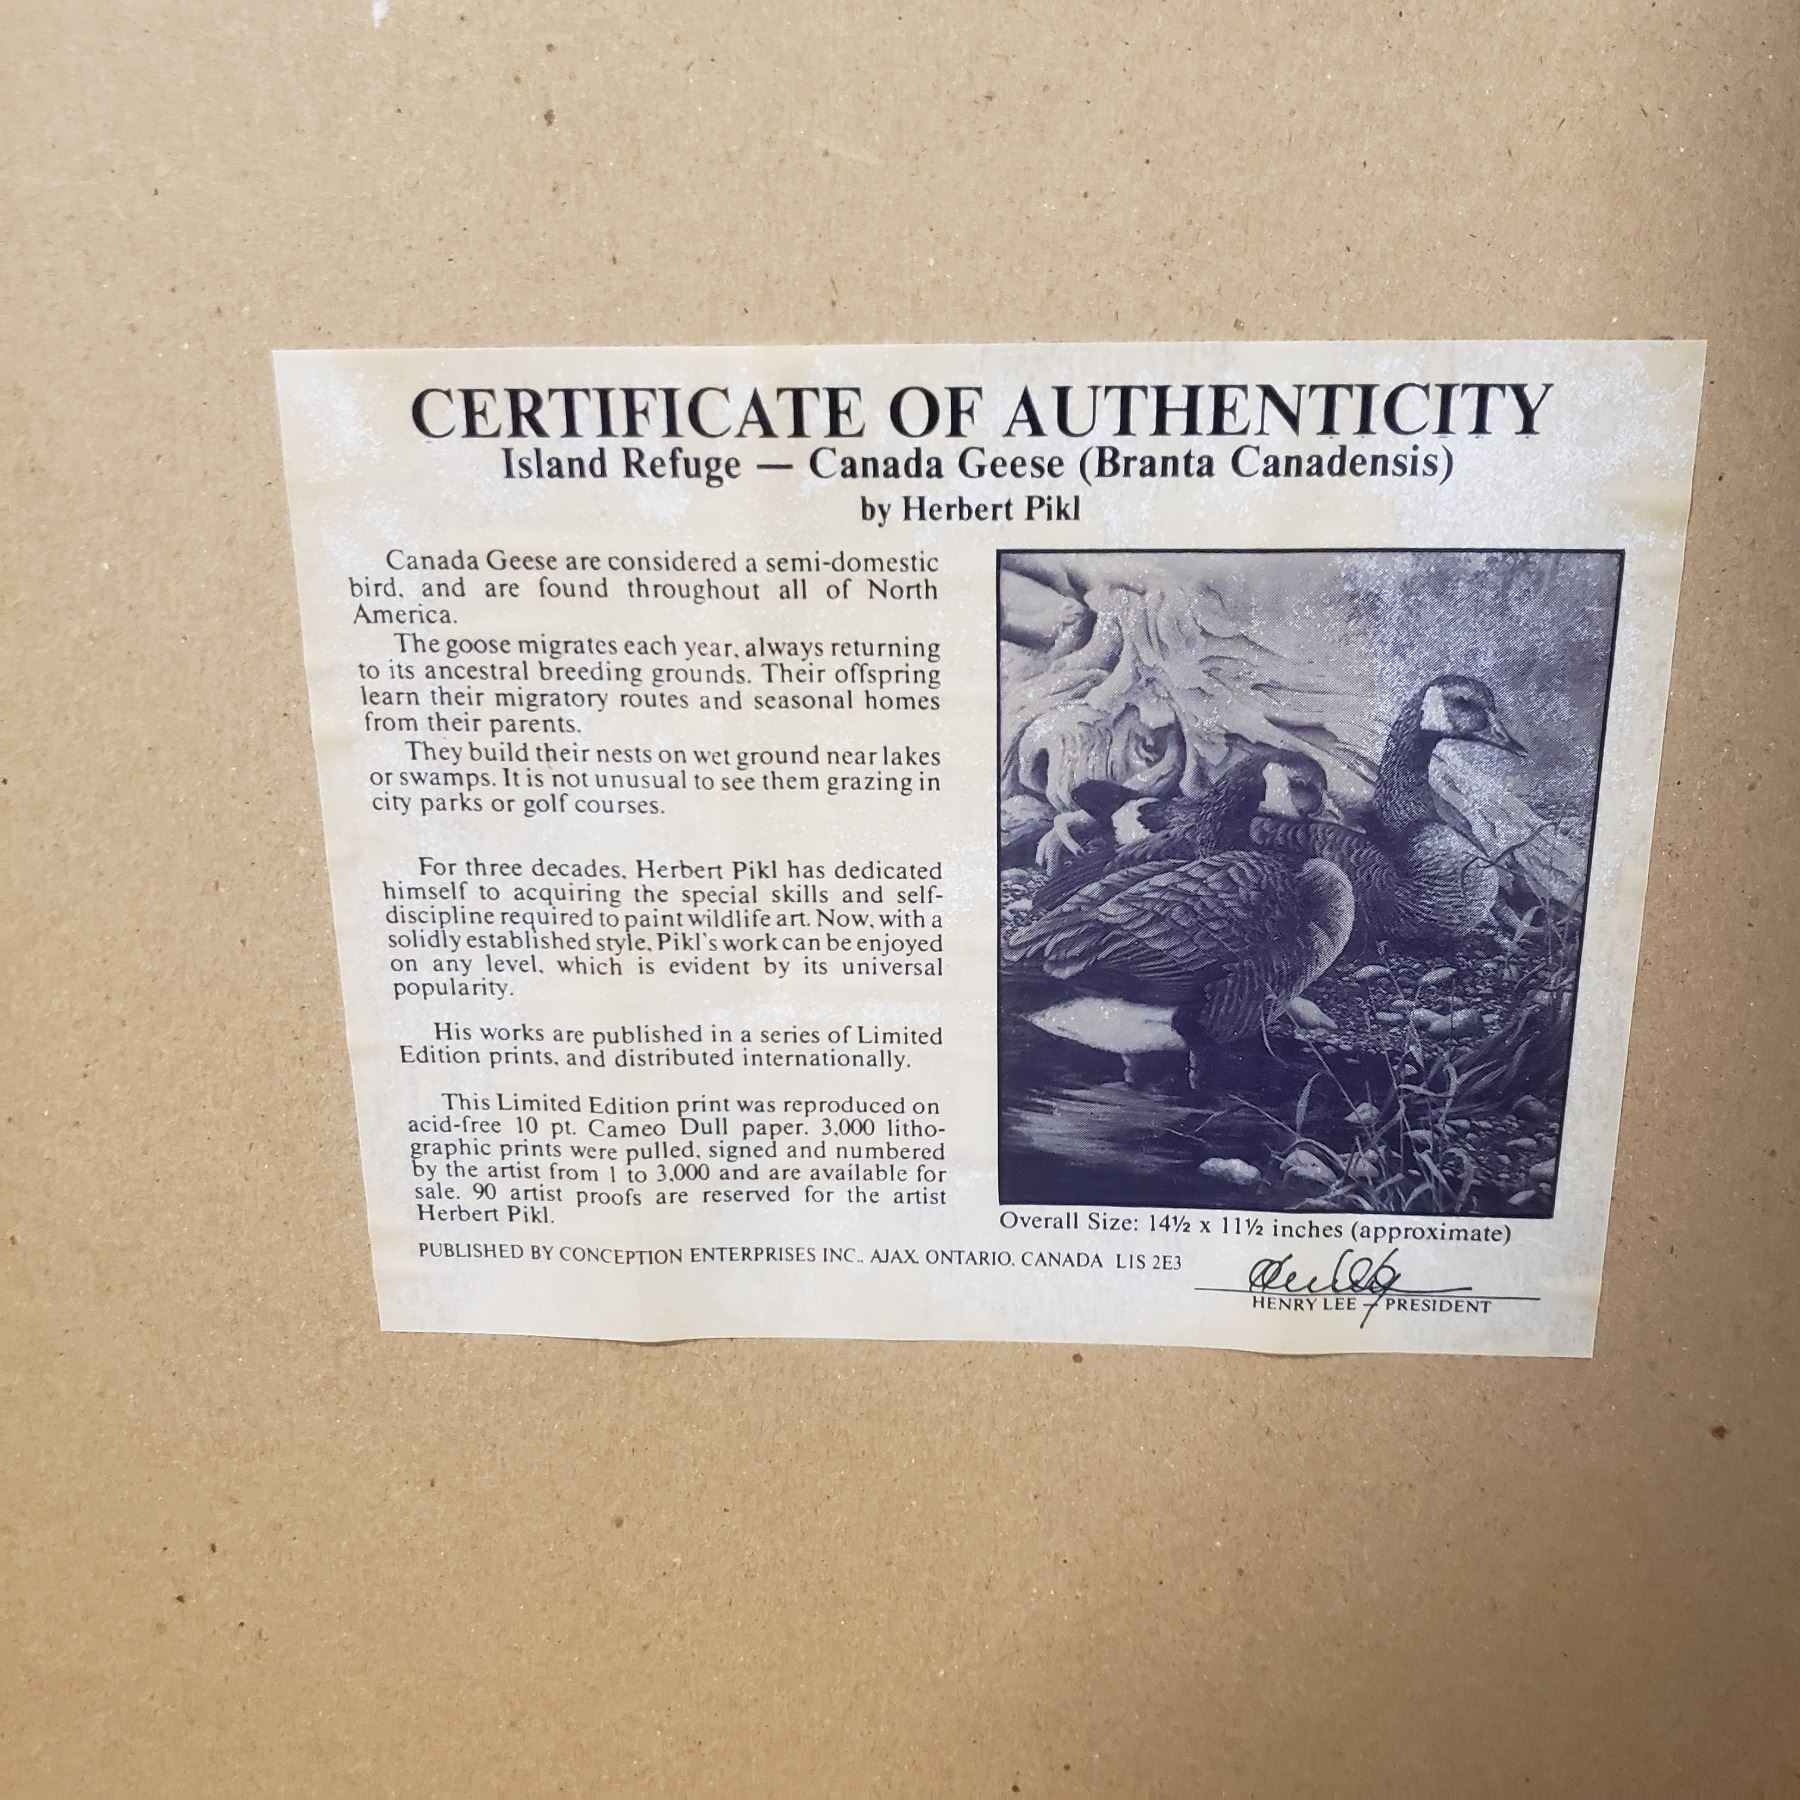 CERTIFICATE OF AUTHENTICITY
Island Refuge — Canada Geese (Branta Canadensis)
by Herbert Pikl
Canada Geese are considered a semi-domestic
bird, and are found throughout all of North
America.
The goose migrates each year, always returning
to its ancestral breeding grounds. Their offspring
learn their migratory routes and seasonal homes
from their parents.
They build their nests on wet ground near lakes
or swamps. It is not unusual to see them grazing in
city parks or golf courses.
For three decades, Herbert Pikl has dedicated
himself to acquiring the special skills and self-
discipline required to paint wildlife art. Now, with a
solidly established style, Pikl's work can be enjoyed
on any level, which is evident by its universal
popularity.
His works are published in a series of Limited
Edition prints, and distributed internationally.
This Limited Edition print was reproduced on
acid-free 10 pt. Cameo Dull paper. 3,000 litho-
graphic prints were pulled, signed and numbered
by the artist from 1 to 3,000 and are available for
sale. 90 artist proofs are reserved for the artist
Herbert Pikl.
PUBLISHED BY CONCEPTION ENTERPRISES INC., AJAX, ONTARIO, CANADA L1S 2E3
Overall Size: 14½ x 11½ inches (approximate)
HENRY LEE — PRESIDENT